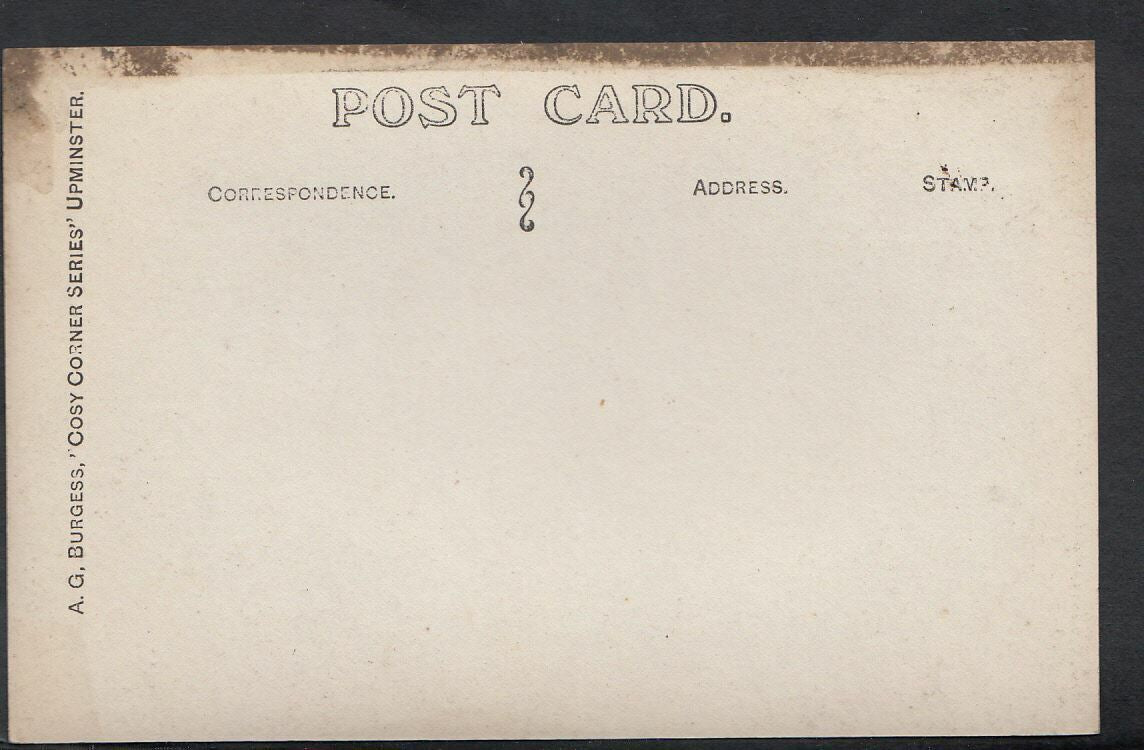 POST CARD.
CORRESPONDENCE.
ADDRESS.
STAMP.
A. G, BURGESS, "COSY CORNER SERIES" UPMINSTER.